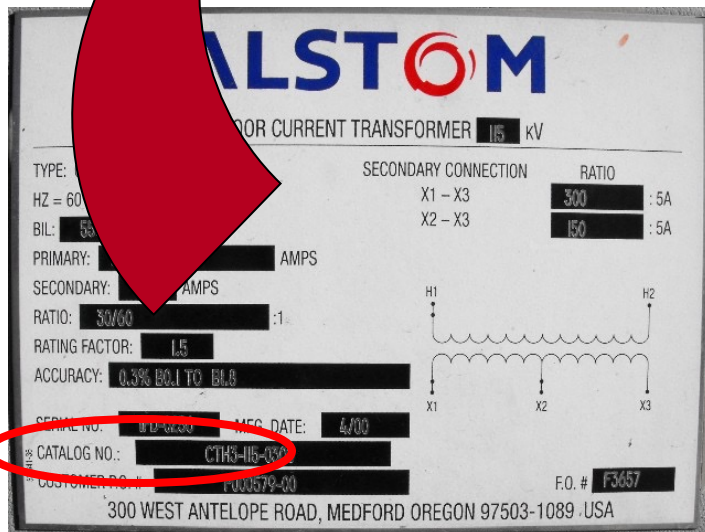 ALSTOM
OOR CURRENT TRANSFORMER 115 KV
TYPE:
SECONDARY CONNECTION RATIO
HZ = 60
X1 – X3 300 : 5A
BIL: 55
X2 – X3 150 : 5A
PRIMARY: AMPS
SECONDARY: AMPS
RATIO: 30/60 :1
H1 H2
RATING FACTOR: 1.5
ACCURACY: 0.3% B0.1 TO B1.8
X1 X2 X3
SERIAL NO.: MFG. DATE: 4/00
CATALOG NO.: CTH3-115-030
CUSTOMER P.O. # P000579-00 F.O. # F3657
300 WEST ANTELOPE ROAD, MEDFORD OREGON 97503-1089 USA